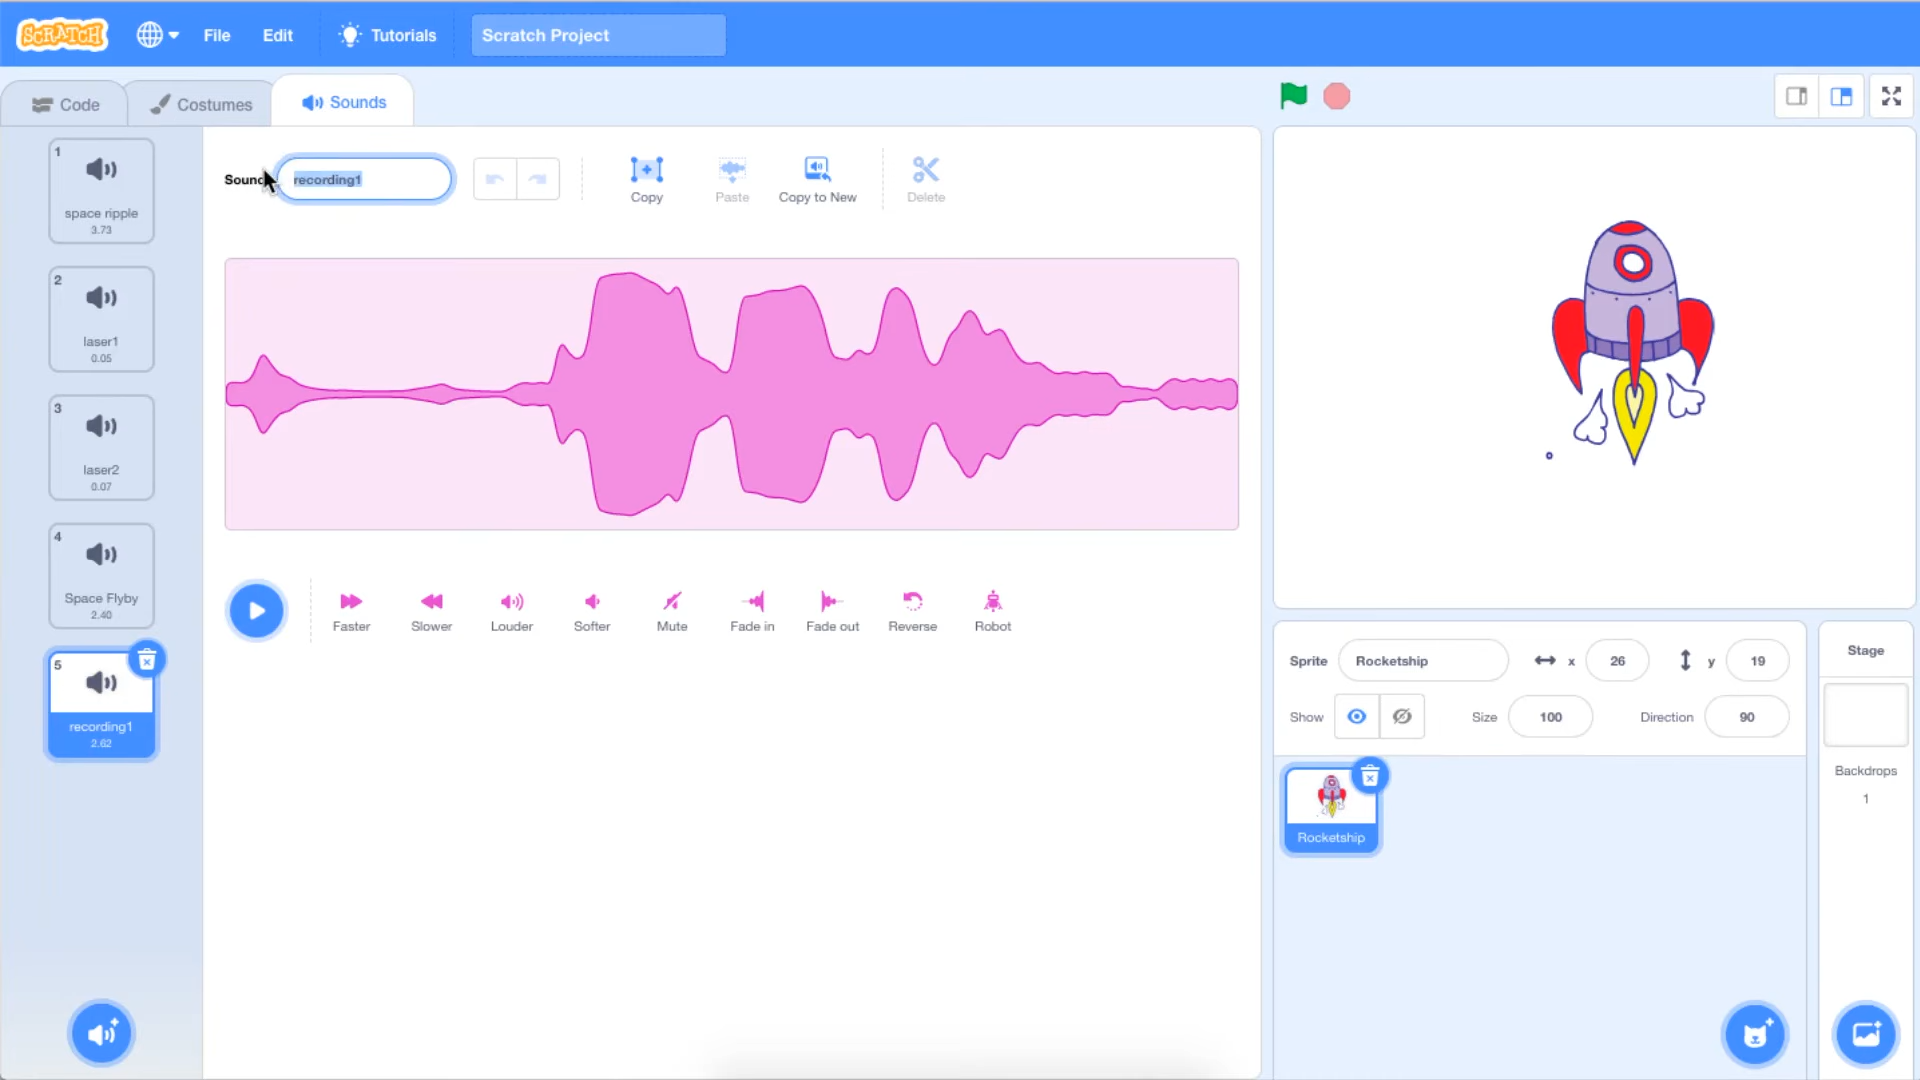 SCRATCH File Edit Tutorials Scratch Project
Code Costumes Sounds
1
space ripple
3.73
2
laser1
0.05
3
laser2
0.07
4
Space Flyby
2.40
5
recording1
2.62
Sound recording1
Copy Paste Copy to New Delete
Faster Slower Louder Softer Mute Fade in Fade out Reverse Robot
Sprite Rocketship x 26 y 19
Show Size 100 Direction 90
Rocketship
Stage
Backdrops
1